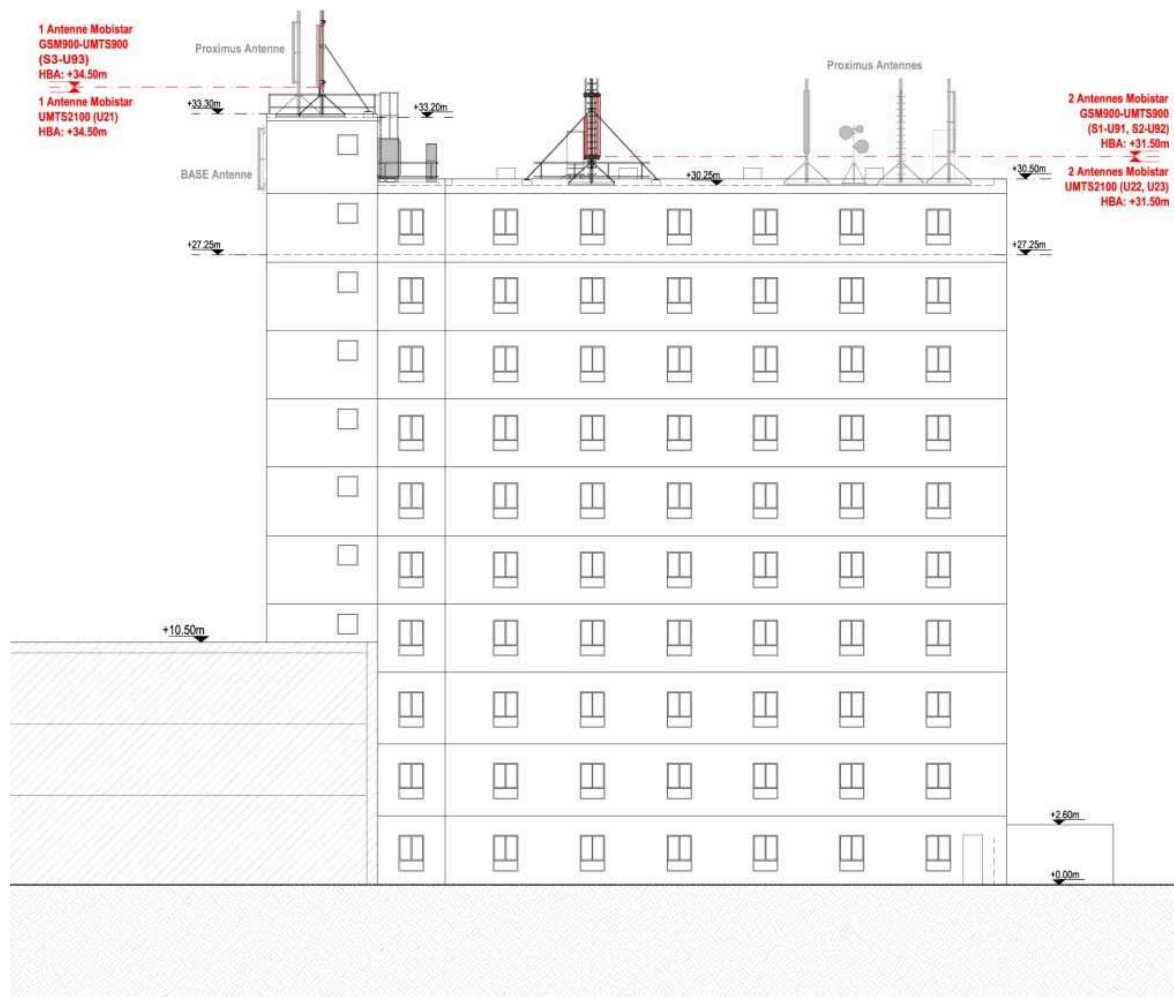 1 Antenne Mobistar
GSM900-UMTS900
(S3-U93)
HBA: +34.50m
1 Antenne Mobistar
UMTS2100 (U21)
HBA: +34.50m
Proximus Antenne
+33.30m
+33.20m
BASE Antenne
Proximus Antennes
2 Antennes Mobistar
GSM900-UMTS900
(S1-U91, S2-U92)
HBA: +31.50m
2 Antennes Mobistar
UMTS2100 (U22, U23)
HBA: +31.50m
+30.25m
+30.50m
+27.25m
+27.25m
+10.50m
+2.60m
+0.00m